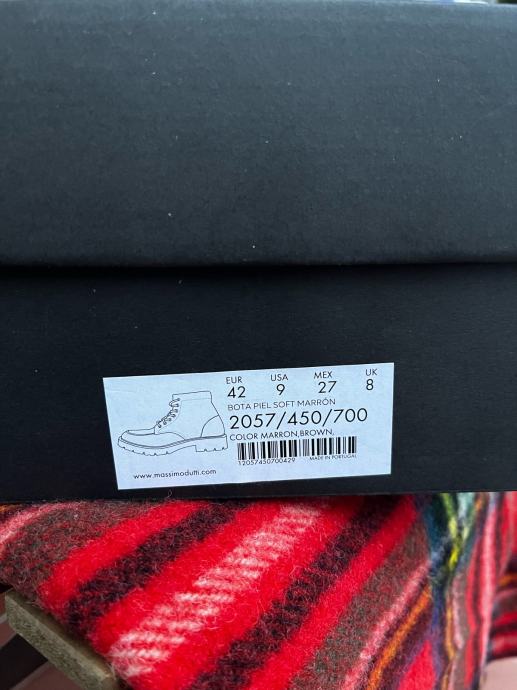 EUR USA MEX UK
42 9 27 8
BOTA PIEL SOFT MARRÓN
2057/450/700
COLOR MARRON,BROWN,
12057450700429 MADE IN PORTUGAL
www.massimodutti.com